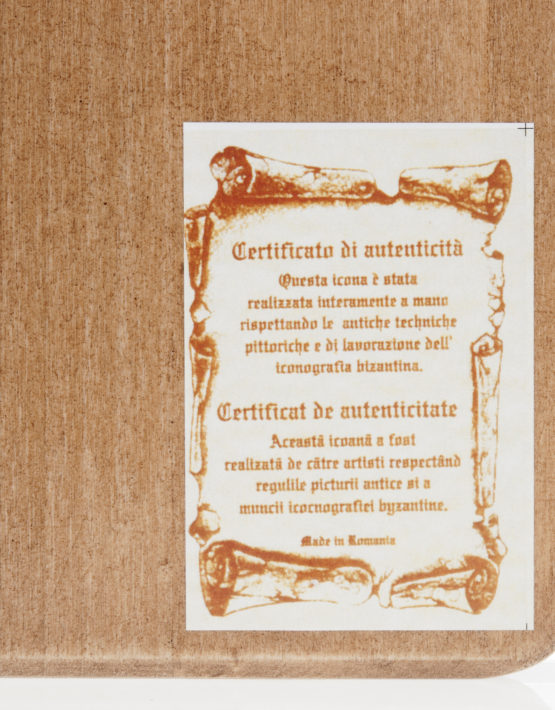 Certificato di autenticità
Questa icona è stata
realizzata interamente a mano
rispettando le antiche techniche
pittoriche e di lavorazione dell'
iconografia bizantina.
Certificat de autenticitate
Această icoană a fost
realizată de către artisti respectând
regulile picturii antice si a
muncii icocnografiei byzantine.
Made in Romania